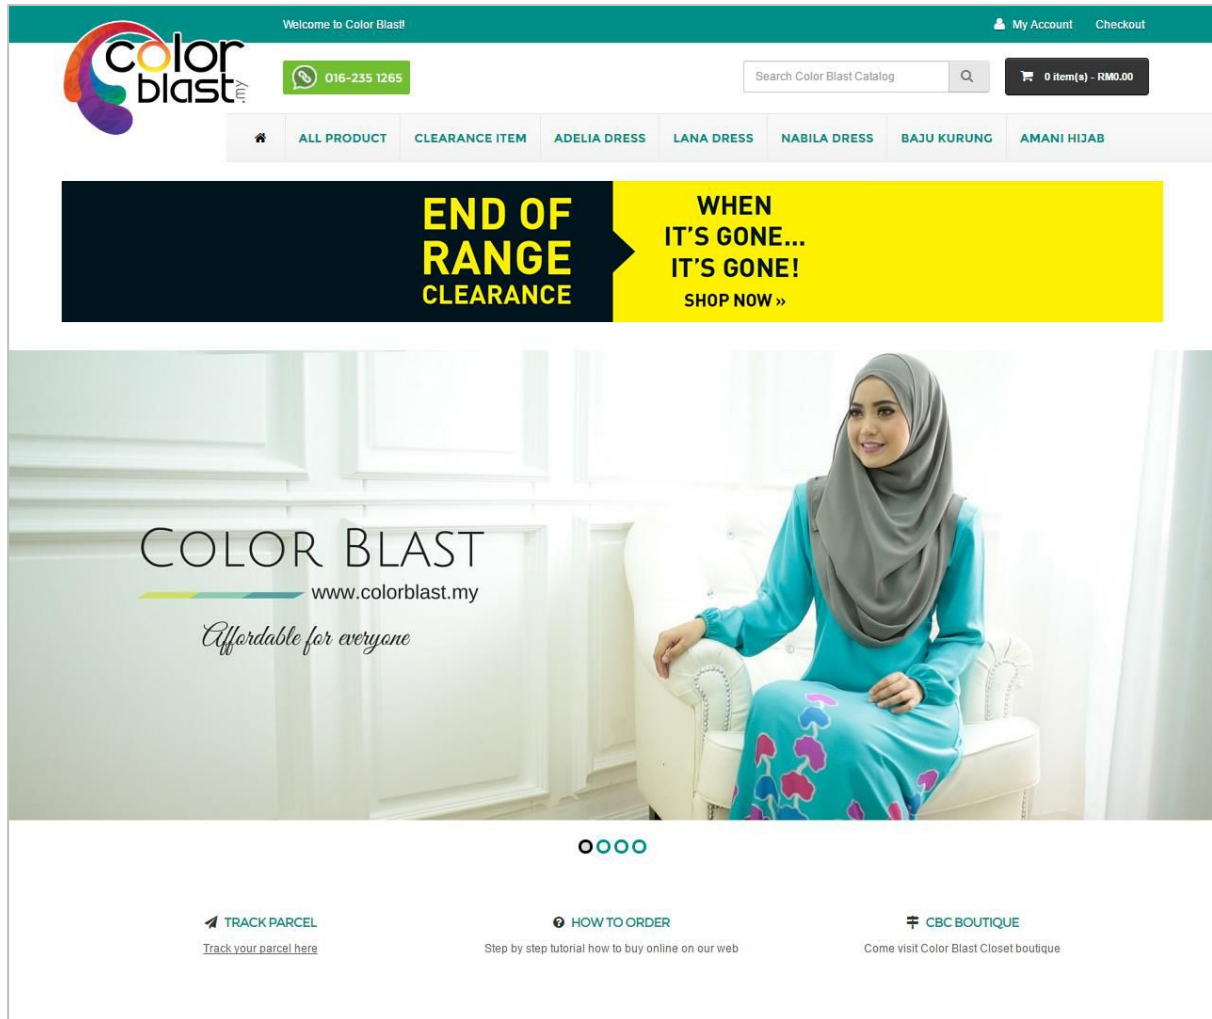 Welcome to Color Blast!
My Account
Checkout
color
blast
.my
016-235 1265
Search Color Blast Catalog
0 item(s) - RM0.00
ALL PRODUCT
CLEARANCE ITEM
ADELIA DRESS
LANA DRESS
NABILA DRESS
BAJU KURUNG
AMANI HIJAB
END OF
RANGE
CLEARANCE
WHEN
IT'S GONE...
IT'S GONE!
SHOP NOW »
COLOR BLAST
www.colorblast.my
Affordable for everyone
TRACK PARCEL
Track your parcel here
HOW TO ORDER
Step by step tutorial how to buy online on our web
CBC BOUTIQUE
Come visit Color Blast Closet boutique